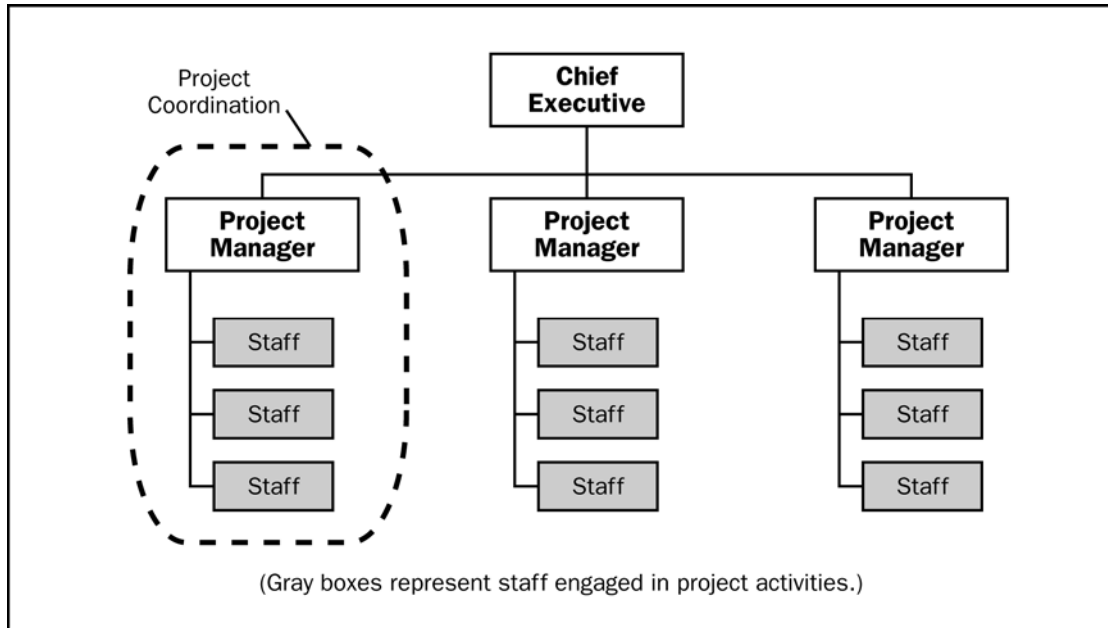 Project
Coordination
Chief
Executive
Project
Manager
Project
Manager
Project
Manager
Staff
Staff
Staff
Staff
Staff
Staff
Staff
Staff
Staff
(Gray boxes represent staff engaged in project activities.)